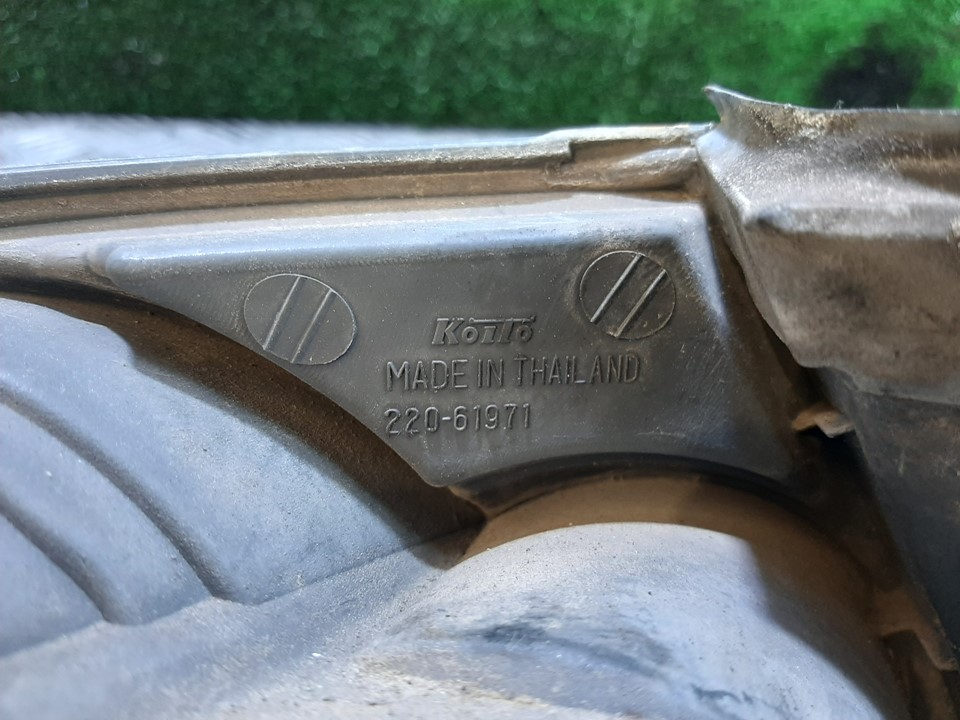 KOITO
MADE IN THAILAND
220-61971